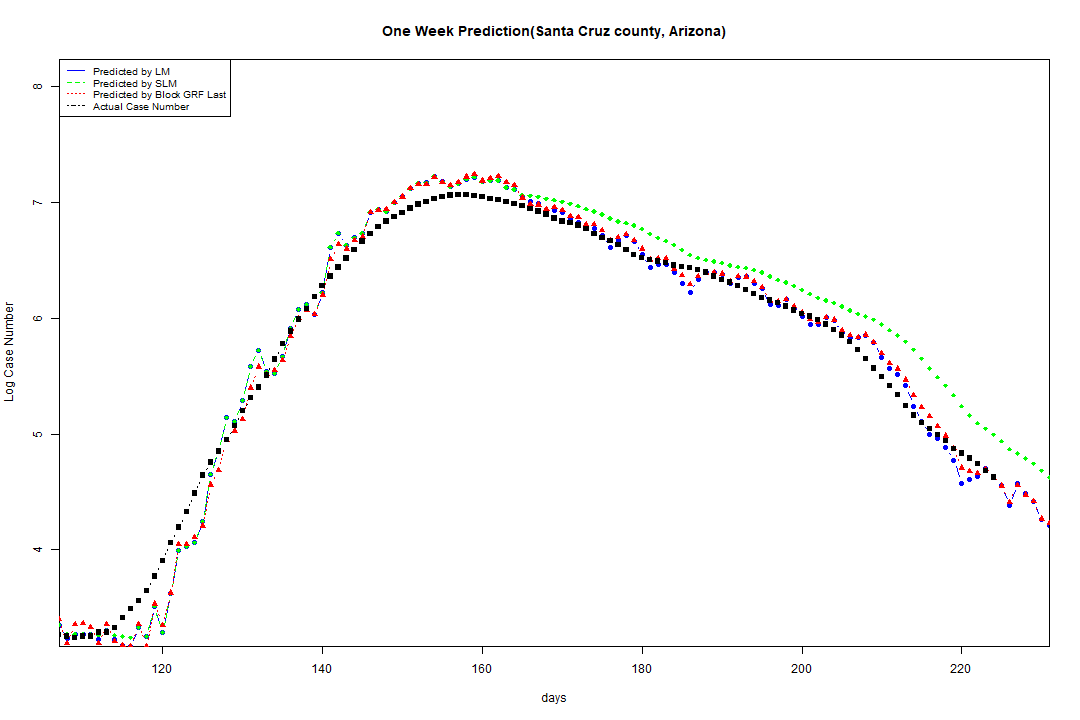 One Week Prediction(Santa Cruz county, Arizona)
Predicted by LM
Predicted by SLM
Predicted by Block GRF Last
Actual Case Number
8
7
6
5
4
Log Case Number
120 140 160 180 200 220
days